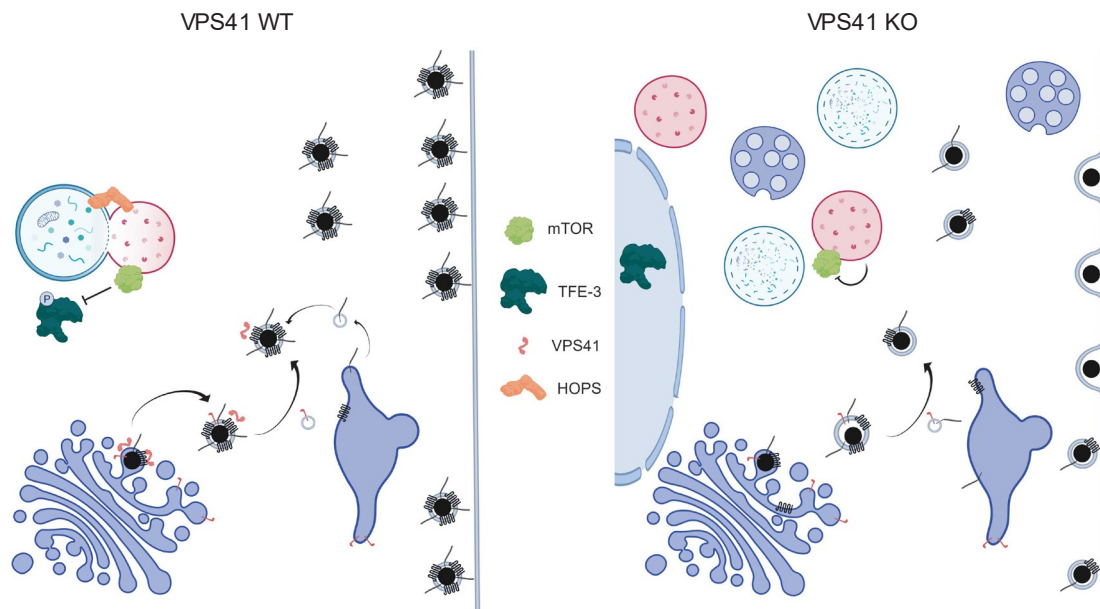 VPS41 WT
VPS41 KO
mTOR
TFE-3
VPS41
HOPS
P